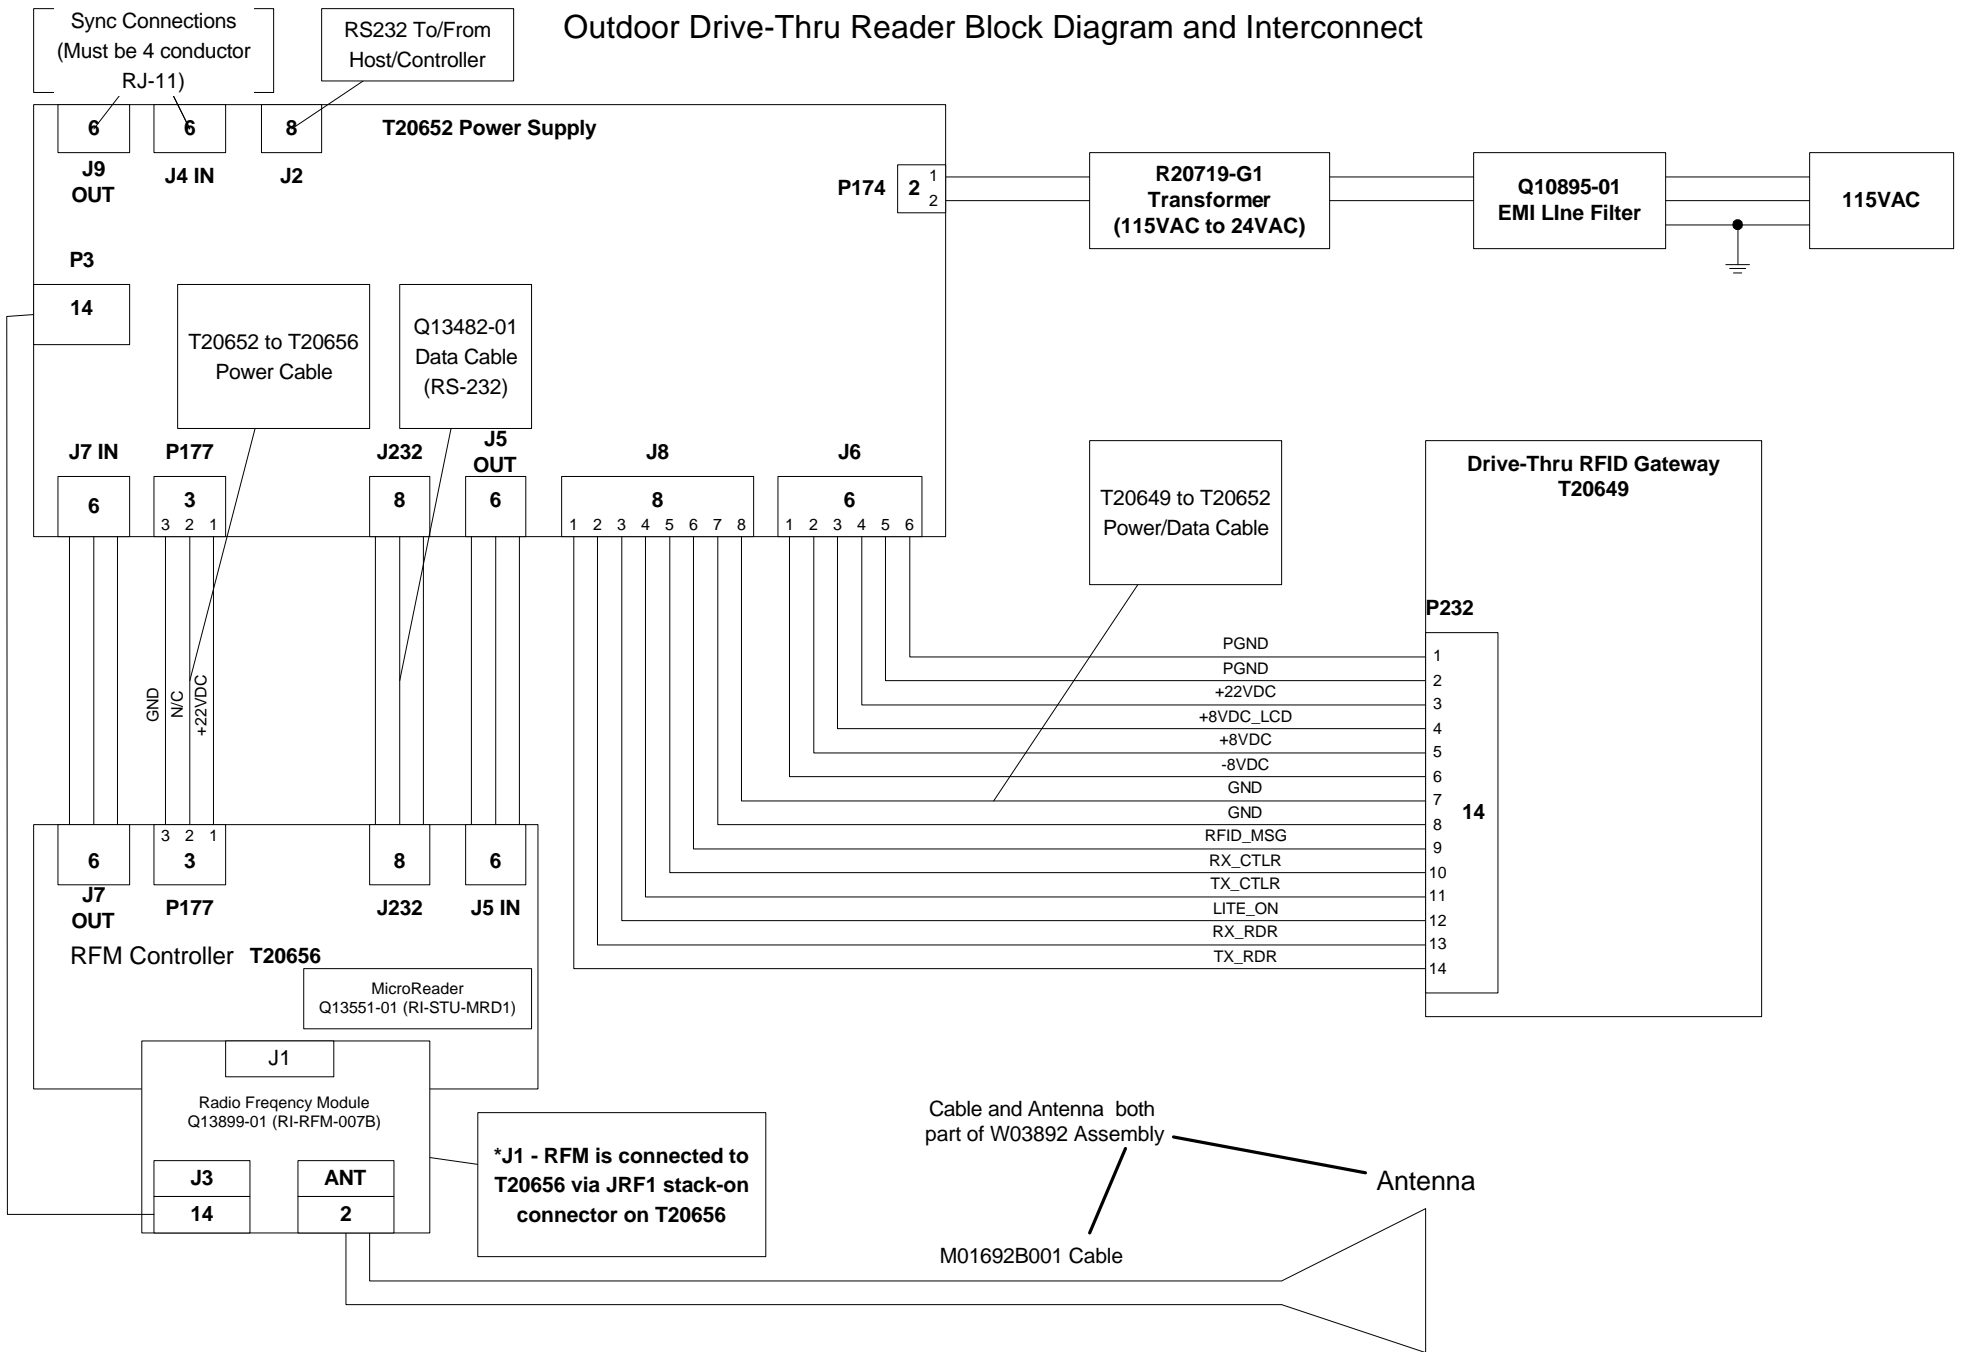 Outdoor Drive-Thru Reader Block Diagram and Interconnect
Sync Connections
(Must be 4 conductor
RJ-11)
RS232 To/From
Host/Controller
6
6
8
T20652 Power Supply
J9
OUT
J4 IN
J2
P174
2
1
2
R20719-G1
Transformer
(115VAC to 24VAC)
Q10895-01
EMI LIne Filter
115VAC
P3
14
T20652 to T20656
Power Cable
Q13482-01
Data Cable
(RS-232)
J7 IN
P177
J232
J5
OUT
J8
J6
6
3
3 2 1
8
6
8
1 2 3 4 5 6 7 8
6
1 2 3 4 5 6
T20649 to T20652
Power/Data Cable
Drive-Thru RFID Gateway
T20649
P232
PGND
1
PGND
2
+22VDC
3
+8VDC_LCD
4
+8VDC
5
-8VDC
6
GND
7
GND
8
RFID_MSG
9
RX_CTLR
10
TX_CTLR
11
LITE_ON
12
RX_RDR
13
TX_RDR
14
14
GND
N/C
+22VDC
3 2 1
6
3
8
6
J7
OUT
P177
J232
J5 IN
RFM Controller T20656
MicroReader
Q13551-01 (RI-STU-MRD1)
J1
Radio Freqency Module
Q13899-01 (RI-RFM-007B)
J3
14
ANT
2
*J1 - RFM is connected to
T20656 via JRF1 stack-on
connector on T20656
Cable and Antenna both
part of W03892 Assembly
Antenna
M01692B001 Cable